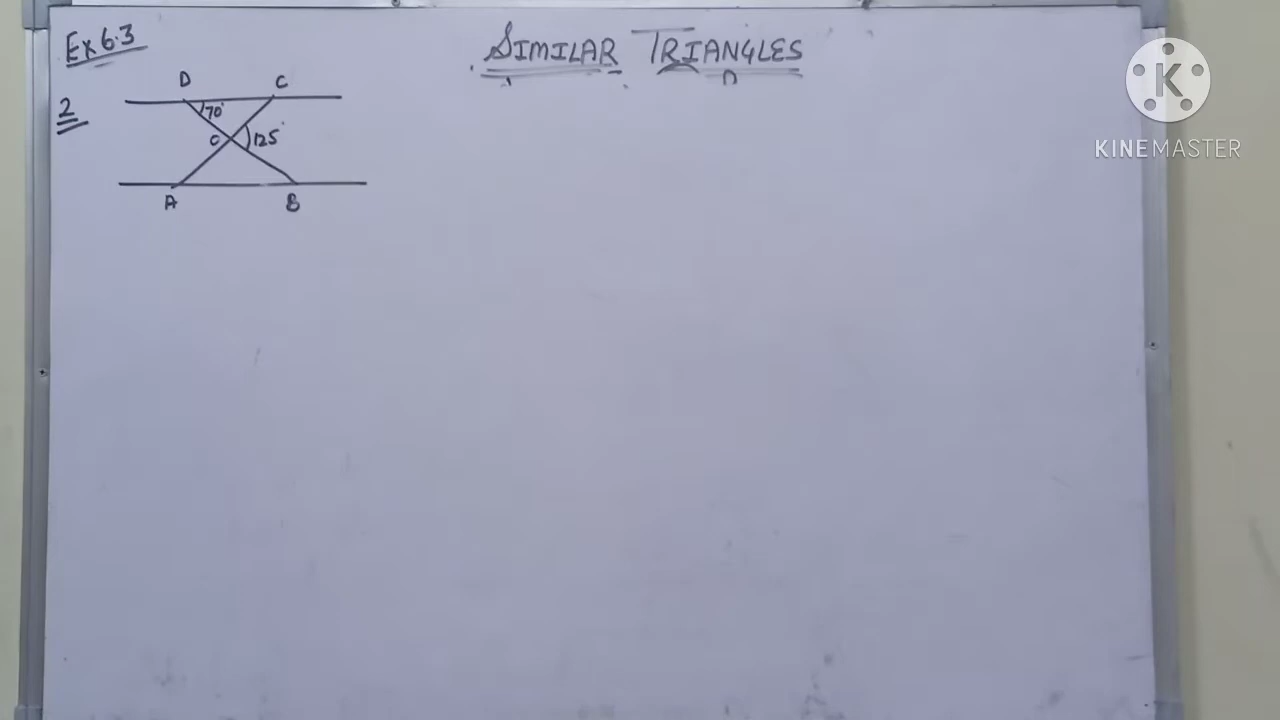 Ex 6.3
SIMILAR TRIANGLES
2
D C
70°
O 125°
A B
K
KINEMASTER